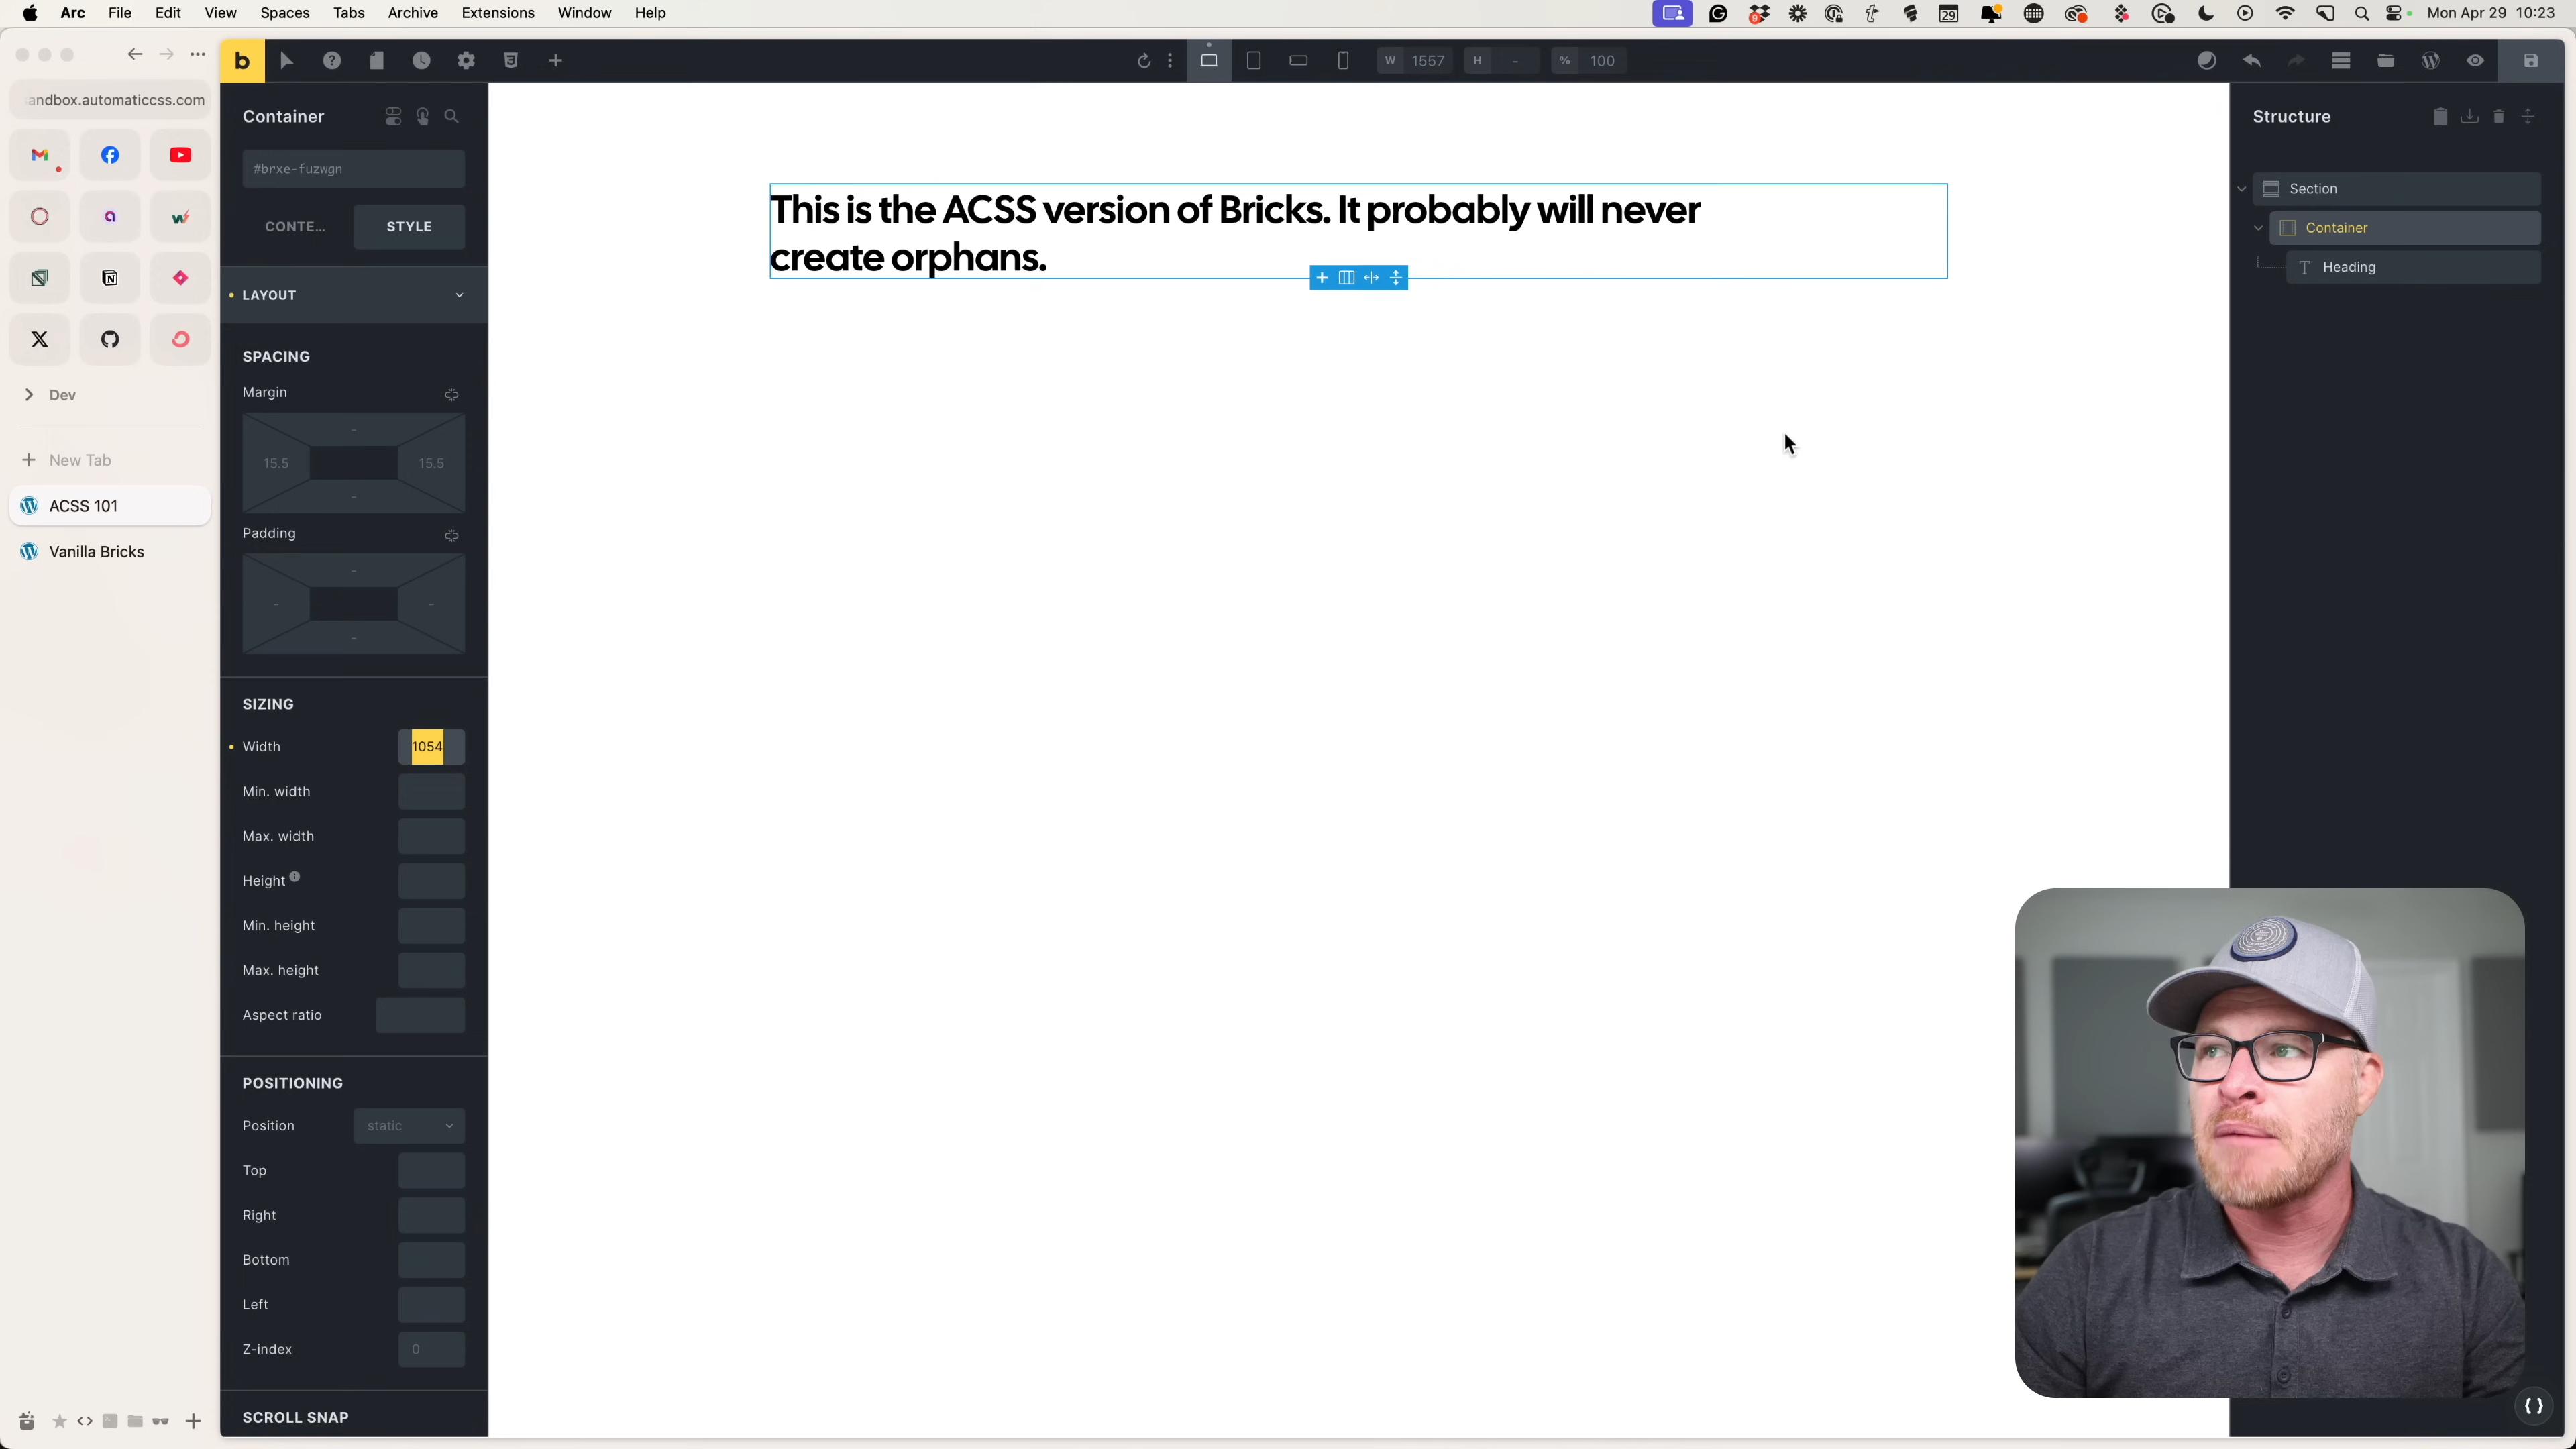 Arc File Edit View Spaces Tabs Archive Extensions Window Help
9
29
Mon Apr 29 10:23
andbox.automaticcss.com
b
W 1557 H - % 100
Dev
New Tab
ACSS 101
Vanilla Bricks
Container
#brxe-fuzwgn
CONTE... STYLE
LAYOUT
SPACING
Margin
-
15.5 15.5
-
Padding
-
- -
-
SIZING
Width 1054
Min. width
Max. width
Height
Min. height
Max. height
Aspect ratio
POSITIONING
Position static
Top
Right
Bottom
Left
Z-index 0
SCROLL SNAP
This is the ACSS version of Bricks. It probably will never
create orphans.
Structure
Section
Container
T Heading
{ }